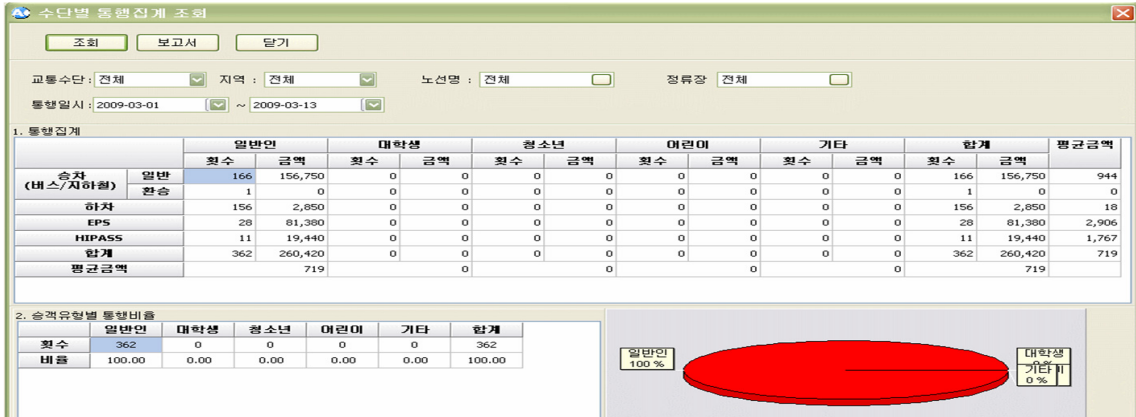 수단별 통행집계 조회
조회 보고서 닫기
교통수단 : 전체 지역 : 전체 노선명 : 전체 정류장 전체
통행일시 : 2009-03-01 ~ 2009-03-13
1. 통행집계
일반인 대학생 청소년 어린이 기타 합계 평균금액
횟수 금액 횟수 금액 횟수 금액 횟수 금액 횟수 금액 횟수 금액
승차 (버스/지하철) 일반 166 156,750 0 0 0 0 0 0 0 0 166 156,750 944
환승 1 0 0 0 0 0 0 0 0 0 1 0 0
하차 156 2,850 0 0 0 0 0 0 0 0 156 2,850 18
EPS 28 81,380 0 0 0 0 0 0 0 0 28 81,380 2,906
HIPASS 11 19,440 0 0 0 0 0 0 0 0 11 19,440 1,767
합계 362 260,420 0 0 0 0 0 0 0 0 362 260,420 719
평균금액 719 0 0 0 0 719
2. 승객유형별 통행비율
일반인 대학생 청소년 어린이 기타 합계
횟수 362 0 0 0 0 362
비율 100.00 0.00 0.00 0.00 0.00 100.00
일반인
100 %
대학생
기타
0 %